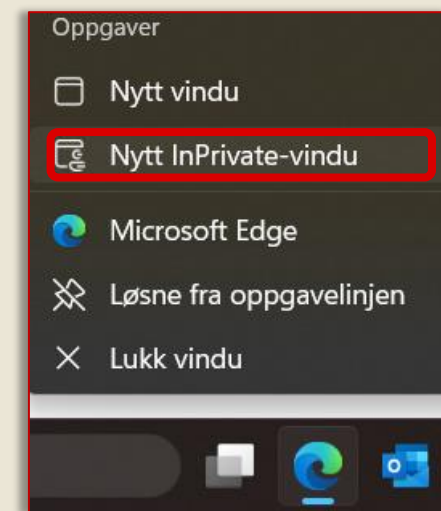 Oppgaver
Nytt vindu
Nytt InPrivate-vindu
Microsoft Edge
Løsne fra oppgavelinjen
Lukk vindu